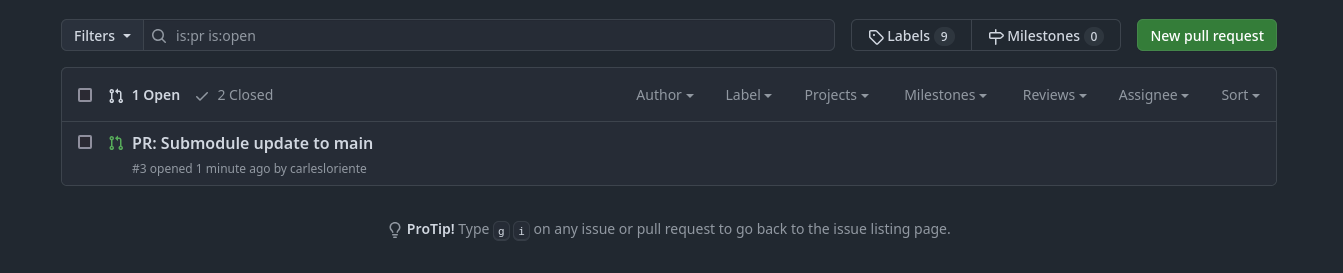 Filters is:pr is:open Labels 9 Milestones 0 New pull request
1 Open 2 Closed Author Label Projects Milestones Reviews Assignee Sort
PR: Submodule update to main
#3 opened 1 minute ago by carlesloriente
ProTip! Type g i on any issue or pull request to go back to the issue listing page.